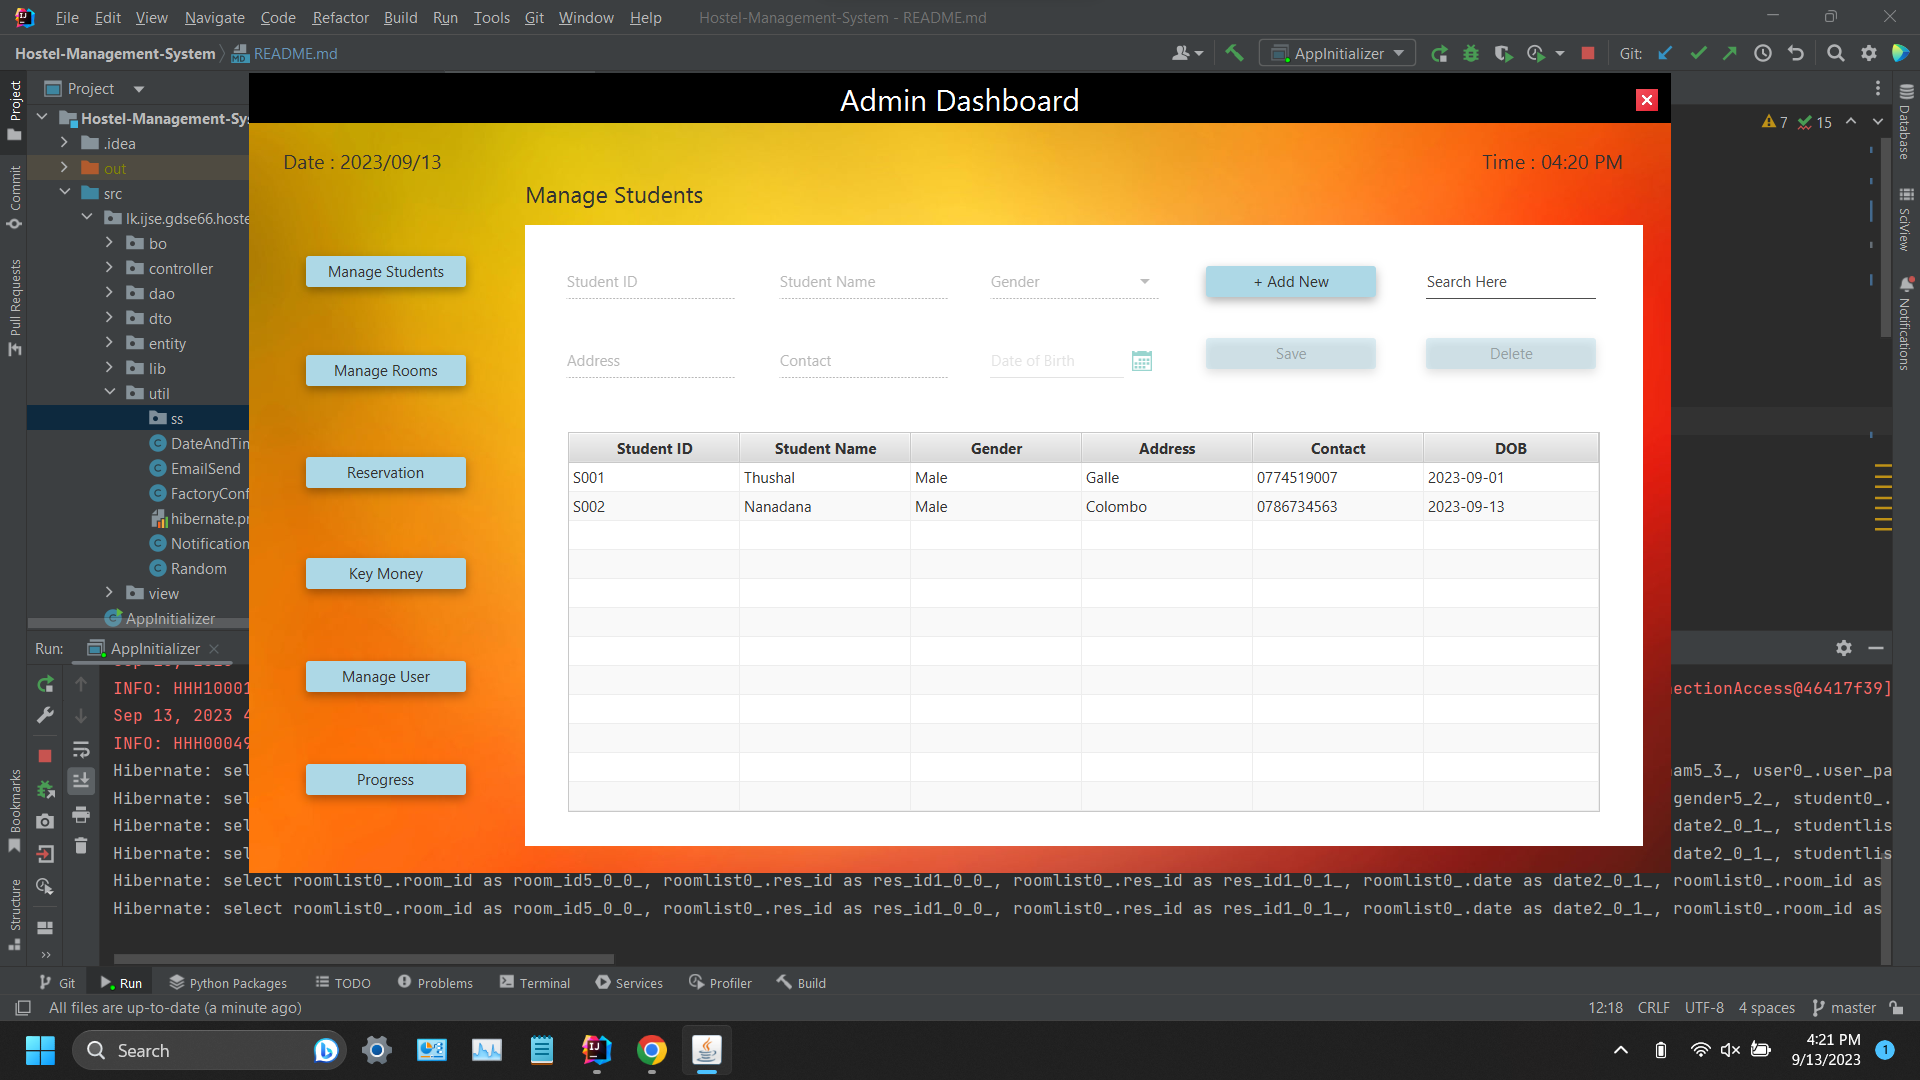 File Edit View Navigate Code Refactor Build Run Tools Git Window Help Hostel-Management-System - README.md
Hostel-Management-System README.md AppInitializer Git:
Project
Admin Dashboard
Hostel-Management-Sy
.idea
out
src
lk.ijse.gdse66.hoste
bo
controller
dao
dto
entity
lib
util
ss
DateAndTin
EmailSend
FactoryConf
hibernate.pr
Notification
Random
view
AppInitializer
7 15
Date : 2023/09/13 Time : 04:20 PM
Manage Students
Manage Students
Manage Rooms
Reservation
Key Money
Manage User
Progress
Student ID Student Name Gender + Add New Search Here
Address Contact Date of Birth Save Delete
Student ID Student Name Gender Address Contact DOB
S001 Thushal Male Galle 0774519007 2023-09-01
S002 Nanadana Male Colombo 0786734563 2023-09-13
Project
Commit
Pull Requests
Bookmarks
Structure
Database
SciView
Notifications
Run: AppInitializer
INFO: HHH10001 ectionAccess@46417f39]
Sep 13, 2023 4
INFO: HHH00049
Hibernate: sel am5_3_, user0_.user_pa
Hibernate: sel gender5_2_, student0_.
Hibernate: sel date2_0_1_, studentlis
Hibernate: sel date2_0_1_, studentlis
Hibernate: select roomlist0_.room_id as room_id5_0_0_, roomlist0_.res_id as res_id1_0_0_, roomlist0_.res_id as res_id1_0_1_, roomlist0_.date as date2_0_1_, roomlist0_.room_id as
Hibernate: select roomlist0_.room_id as room_id5_0_0_, roomlist0_.res_id as res_id1_0_0_, roomlist0_.res_id as res_id1_0_1_, roomlist0_.date as date2_0_1_, roomlist0_.room_id as
Git Run Python Packages TODO Problems Terminal Services Profiler Build
All files are up-to-date (a minute ago) 12:18 CRLF UTF-8 4 spaces master
Search 4:21 PM
9/13/2023 1